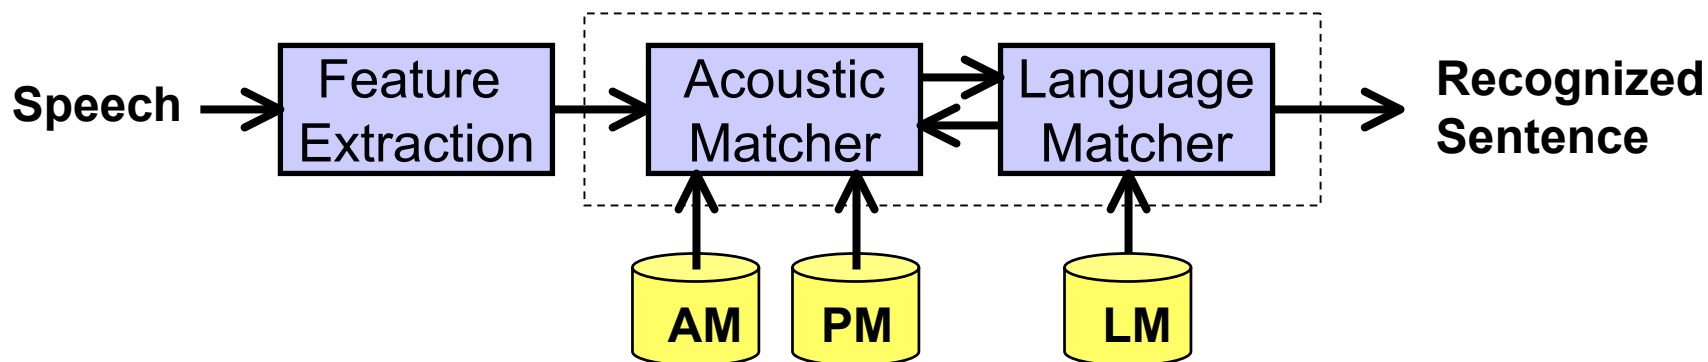 Speech
Feature
Extraction
Acoustic
Matcher
Language
Matcher
Recognized
Sentence
AM
PM
LM